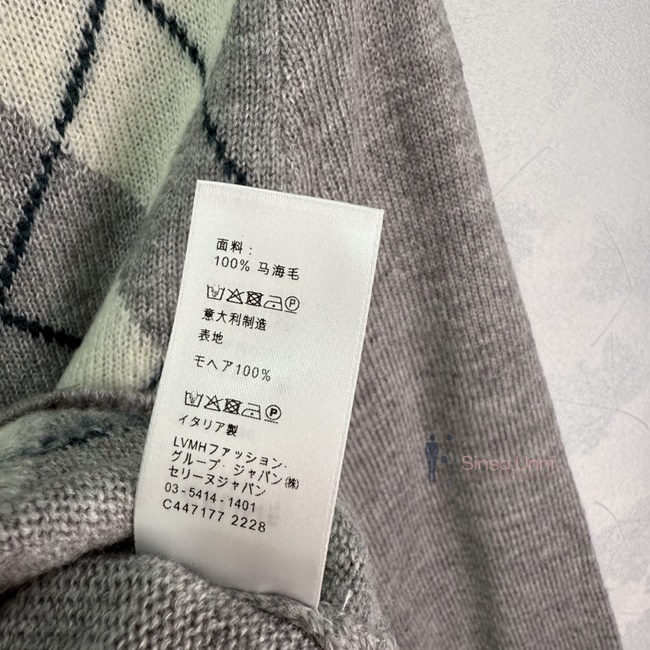 面料：
100% 马海毛
P
意大利制造
表地
モヘア100%
P
イタリア製
LVMHファッション.
グループ・ジャパン㈱
セリーヌジャパン
03-5414-1401
C447177 2228